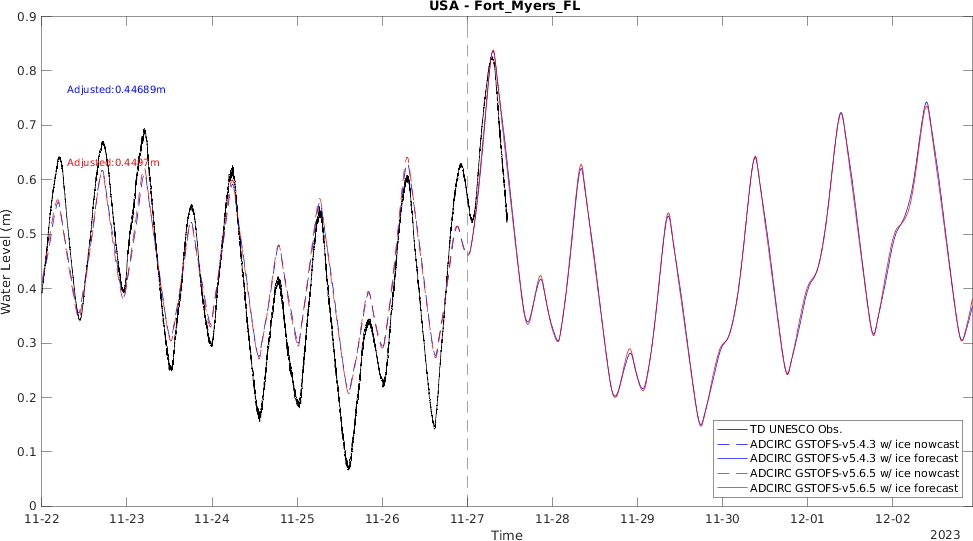 USA - Fort_Myers_FL
0.9
0.8
0.7
0.6
0.5
0.4
0.3
0.2
0.1
0
Water Level (m)
Adjusted:0.44689m
Adjusted:0.4497m
11-22 11-23 11-24 11-25 11-26 11-27 11-28 11-29 11-30 12-01 12-02
Time
2023
TD UNESCO Obs.
ADCIRC GSTOFS-v5.4.3 w/ ice nowcast
ADCIRC GSTOFS-v5.4.3 w/ ice forecast
ADCIRC GSTOFS-v5.6.5 w/ ice nowcast
ADCIRC GSTOFS-v5.6.5 w/ ice forecast